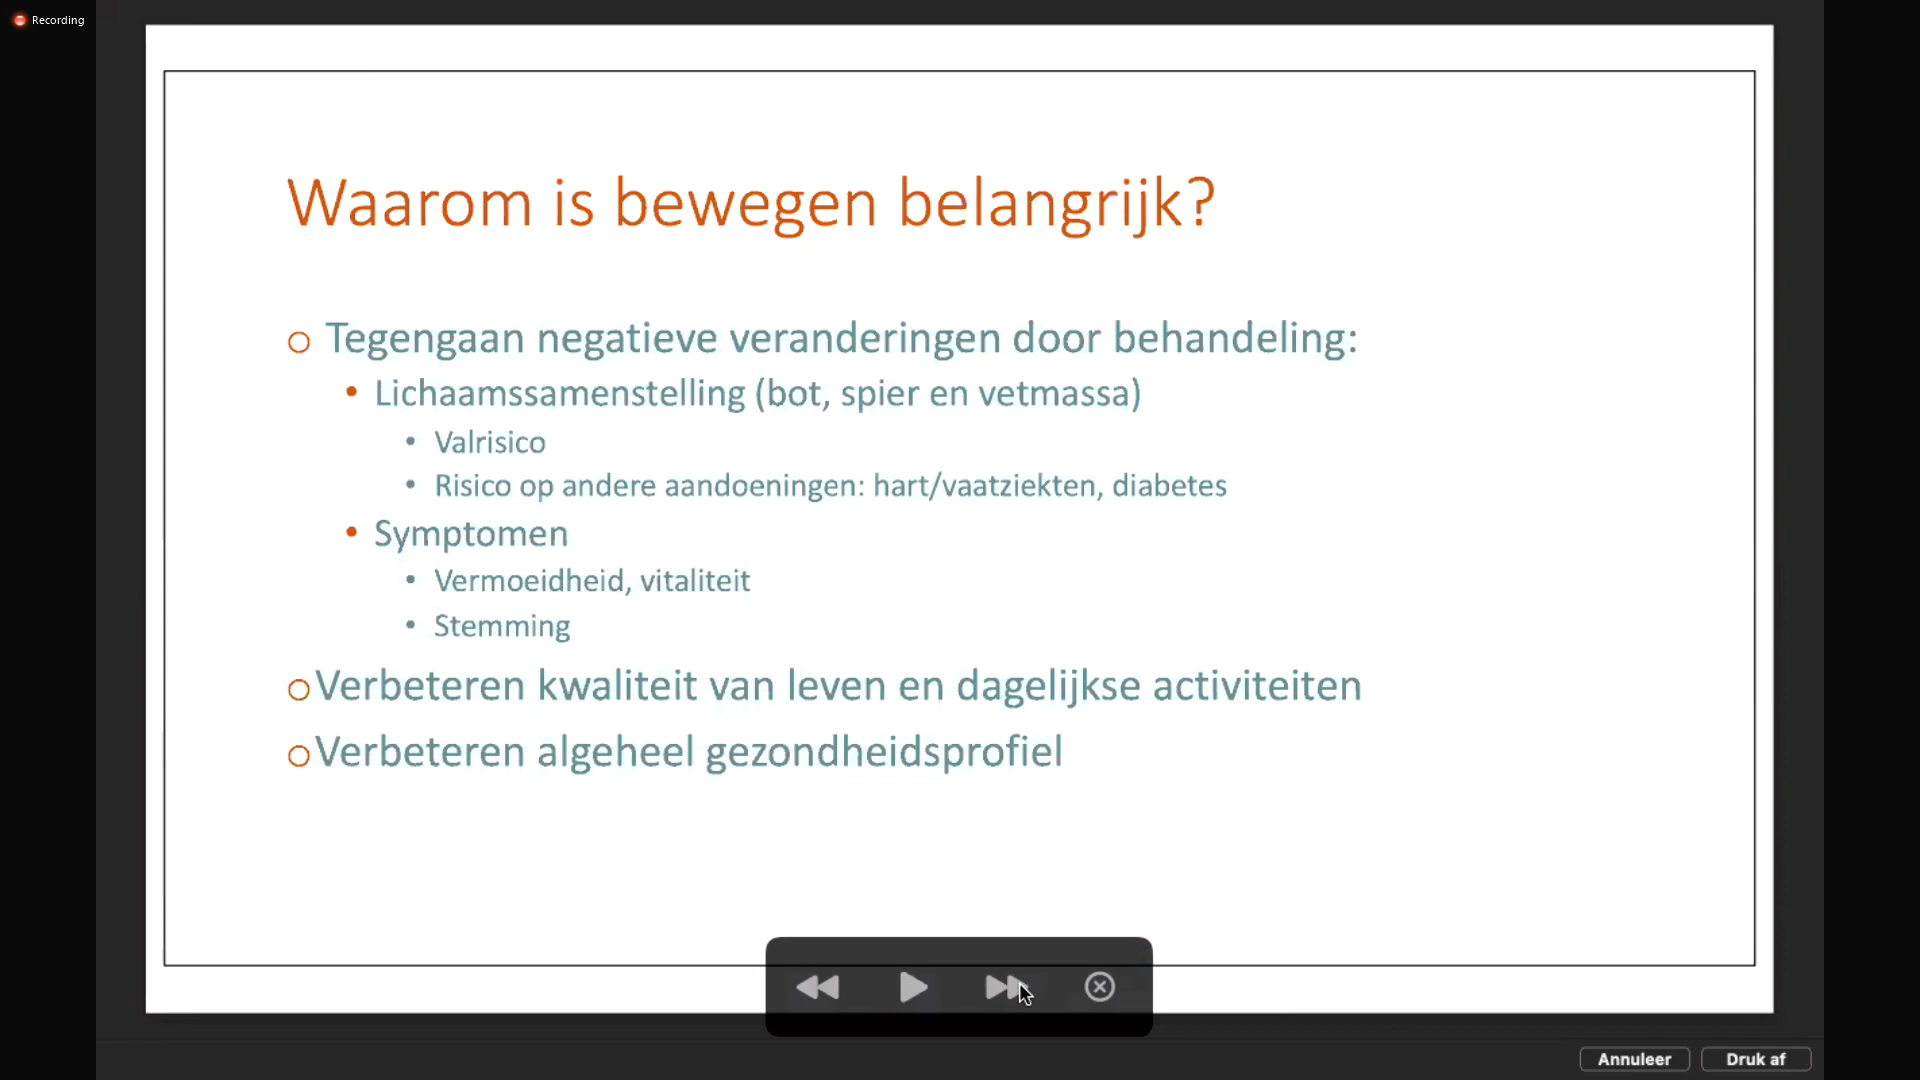 Recording
Waarom is bewegen belangrijk?
Tegengaan negatieve veranderingen door behandeling:
Lichaamssamenstelling (bot, spier en vetmassa)
Valrisico
Risico op andere aandoeningen: hart/vaatziekten, diabetes
Symptomen
Vermoeidheid, vitaliteit
Stemming
Verbeteren kwaliteit van leven en dagelijkse activiteiten
Verbeteren algeheel gezondheidsprofiel
Annuleer
Druk af